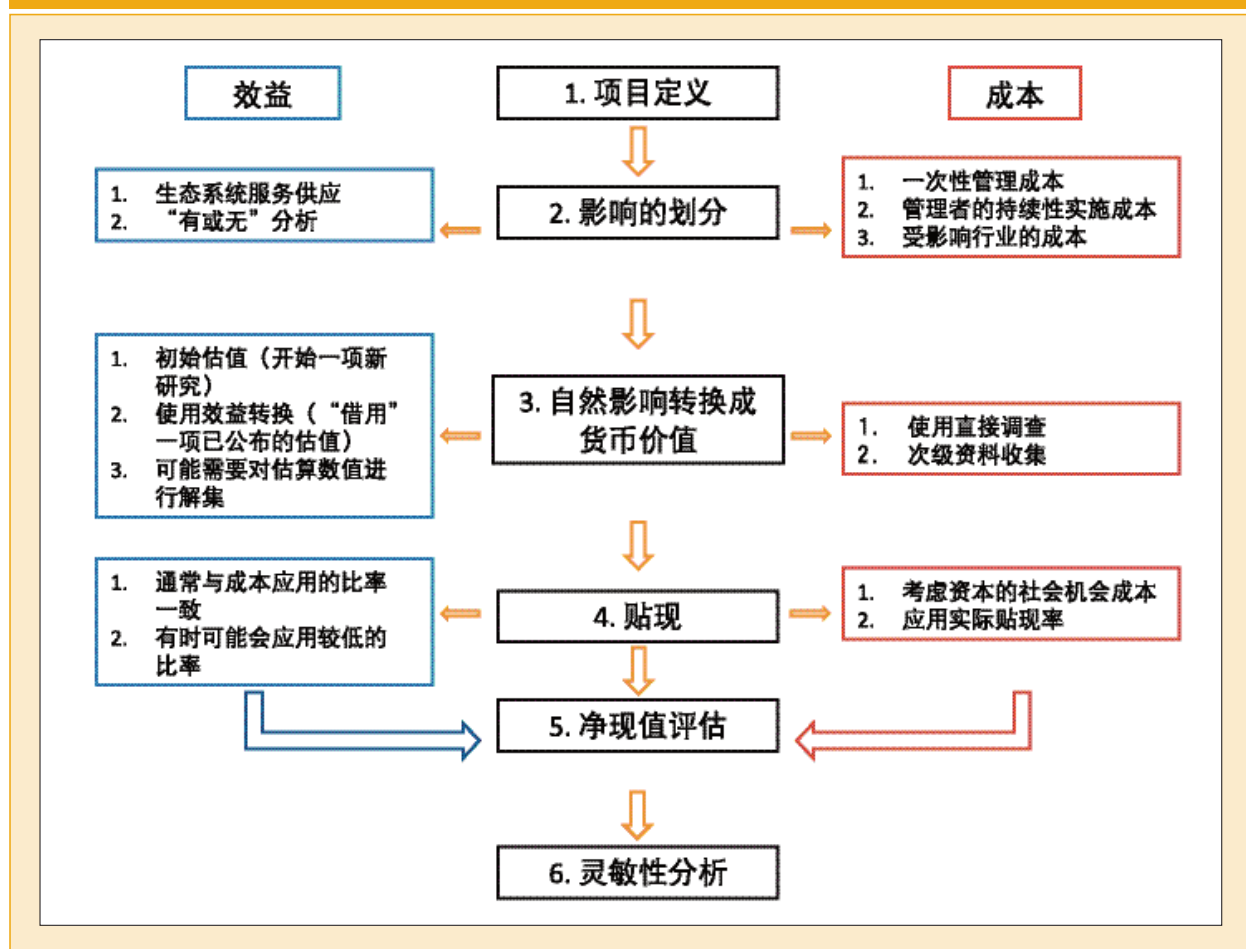 效益
1. 项目定义
成本
1. 生态系统服务供应
2. “有或无”分析
2. 影响的划分
1. 一次性管理成本
2. 管理者的持续性实施成本
3. 受影响行业的成本
1. 初始估值（开始一项新
研究）
2. 使用效益转换（“借用”
一项已公布的估值）
3. 可能需要对估算数值进
行解集
3. 自然影响转换成
货币价值
1. 使用直接调查
2. 次级资料收集
1. 通常与成本应用的比率
一致
2. 有时可能会应用较低的
比率
4. 贴现
1. 考虑资本的社会机会成本
2. 应用实际贴现率
5. 净现值评估
6. 灵敏性分析